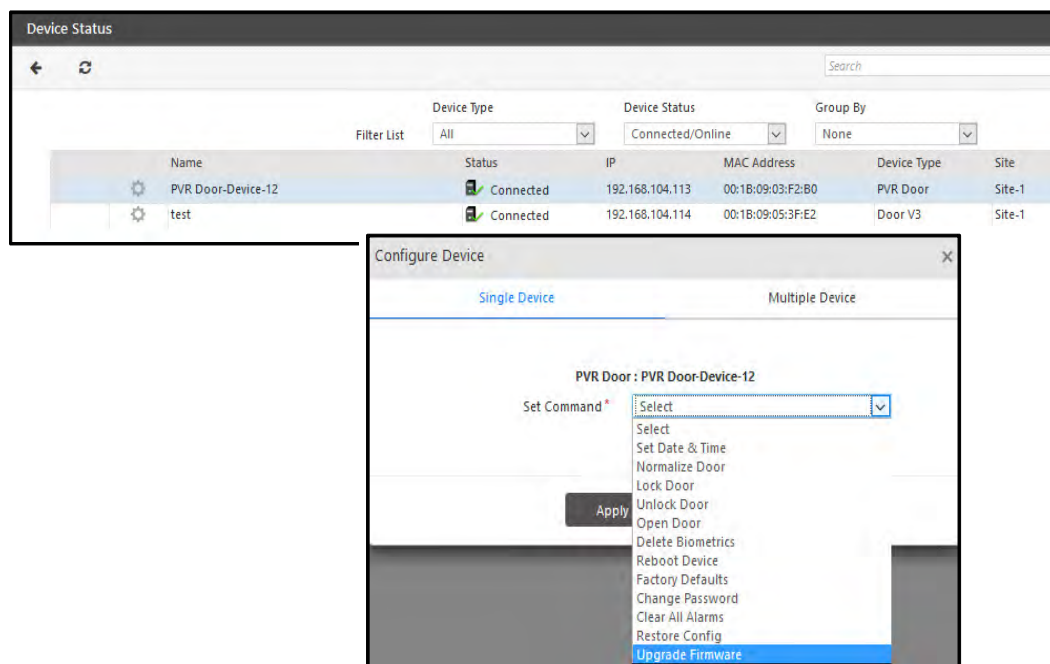 Device Status
Search
Device Type Device Status Group By
Filter List All Connected/Online None
Name Status IP MAC Address Device Type Site
PVR Door-Device-12 Connected 192.168.104.113 00:1B:09:03:F2:B0 PVR Door Site-1
test Connected 192.168.104.114 00:1B:09:05:3F:E2 Door V3 Site-1
Configure Device
Single Device Multiple Device
PVR Door : PVR Door-Device-12
Set Command* Select
Select
Set Date & Time
Normalize Door
Lock Door
Unlock Door
Apply
Open Door
Delete Biometrics
Reboot Device
Factory Defaults
Change Password
Clear All Alarms
Restore Config
Upgrade Firmware